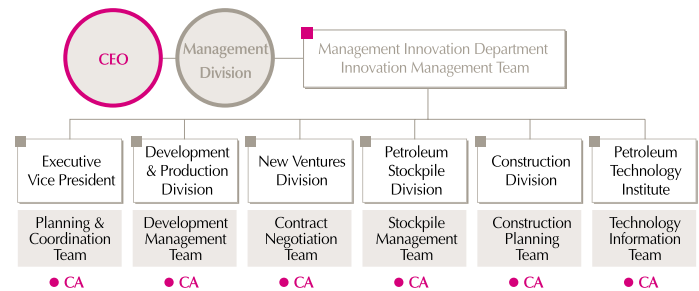 CEO
Management
Division
Management Innovation Department
Innovation Management Team
Executive
Vice President
Development
& Production
Division
New Ventures
Division
Petroleum
Stockpile
Division
Construction
Division
Petroleum
Technology
Institute
Planning &
Coordination
Team
Development
Management
Team
Contract
Negotiation
Team
Stockpile
Management
Team
Construction
Planning
Team
Technology
Information
Team
CA
CA
CA
CA
CA
CA